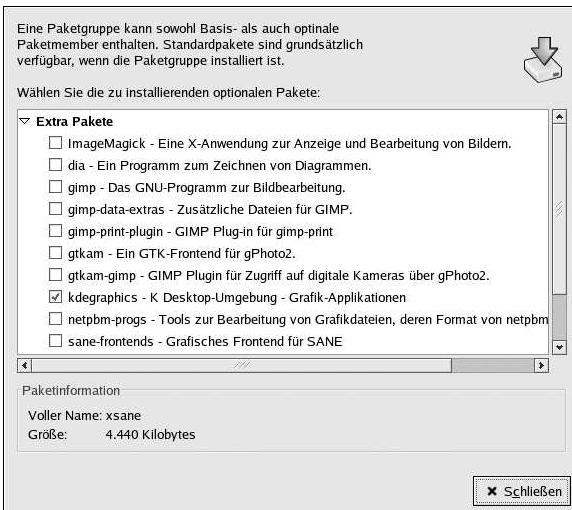 Eine Paketgruppe kann sowohl Basis- als auch optinale
Paketmember enthalten. Standardpakete sind grundsätzlich
verfügbar, wenn die Paketgruppe installiert ist.
Wählen Sie die zu installierenden optionalen Pakete:
Extra Pakete
ImageMagick - Eine X-Anwendung zur Anzeige und Bearbeitung von Bildern.
dia - Ein Programm zum Zeichnen von Diagrammen.
gimp - Das GNU-Programm zur Bildbearbeitung.
gimp-data-extras - Zusätzliche Dateien für GIMP.
gimp-print-plugin - GIMP Plug-in für gimp-print
gtkam - Ein GTK-Frontend für gPhoto2.
gtkam-gimp - GIMP Plugin für Zugriff auf digitale Kameras über gPhoto2.
kdegraphics - K Desktop-Umgebung - Grafik-Applikationen
netpbm-progs - Tools zur Bearbeitung von Grafikdateien, deren Format von netpbm
sane-frontends - Grafisches Frontend für SANE
Paketinformation
Voller Name: xsane
Größe: 4.440 Kilobytes
Schließen